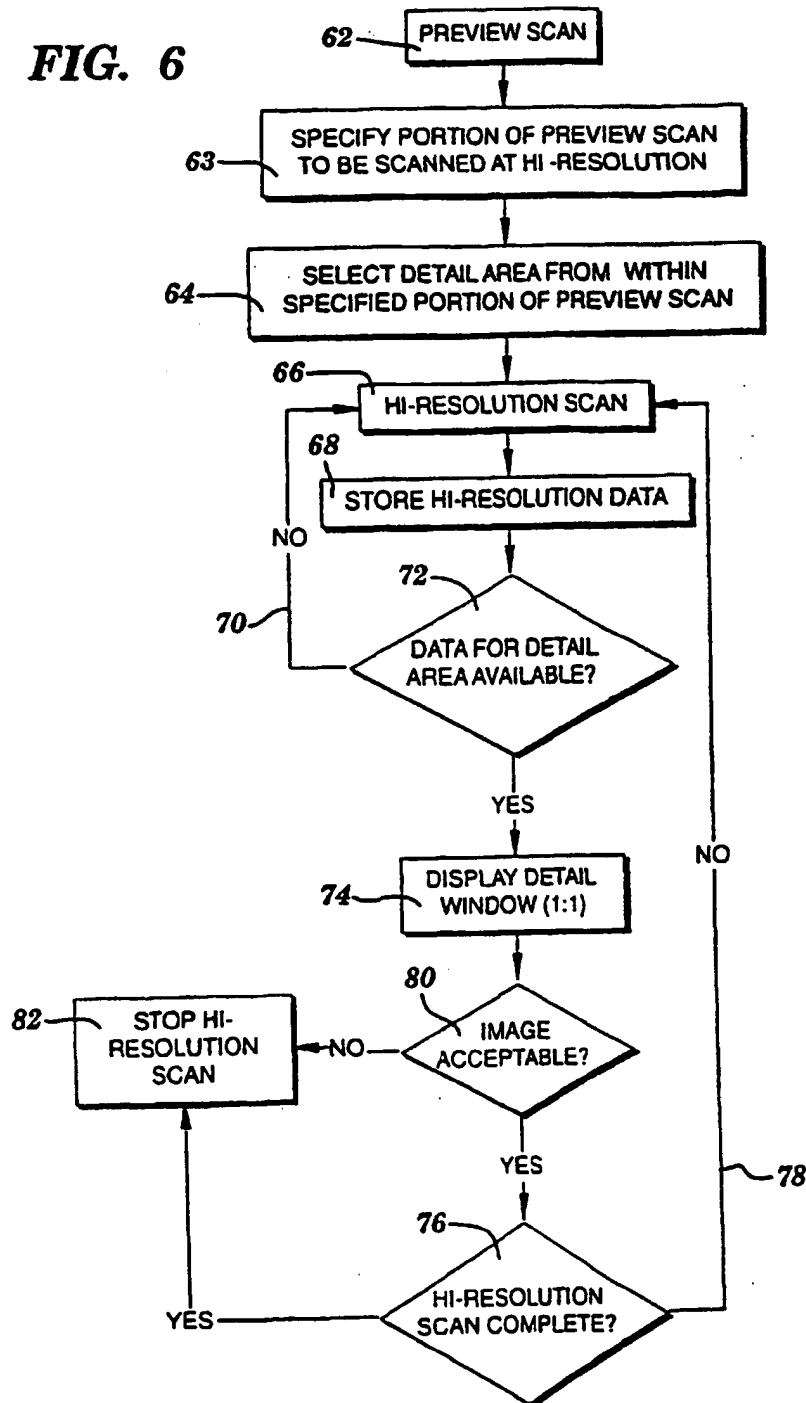 FIG. 6
62
PREVIEW SCAN
63
SPECIFY PORTION OF PREVIEW SCAN
TO BE SCANNED AT HI-RESOLUTION
64
SELECT DETAIL AREA FROM WITHIN
SPECIFIED PORTION OF PREVIEW SCAN
66
HI-RESOLUTION SCAN
68
STORE HI-RESOLUTION DATA
NO
70
72
DATA FOR DETAIL
AREA AVAILABLE?
YES
NO
74
DISPLAY DETAIL
WINDOW (1:1)
80
IMAGE
ACCEPTABLE?
NO
82
STOP HI-
RESOLUTION
SCAN
YES
78
76
HI-RESOLUTION
SCAN COMPLETE?
YES